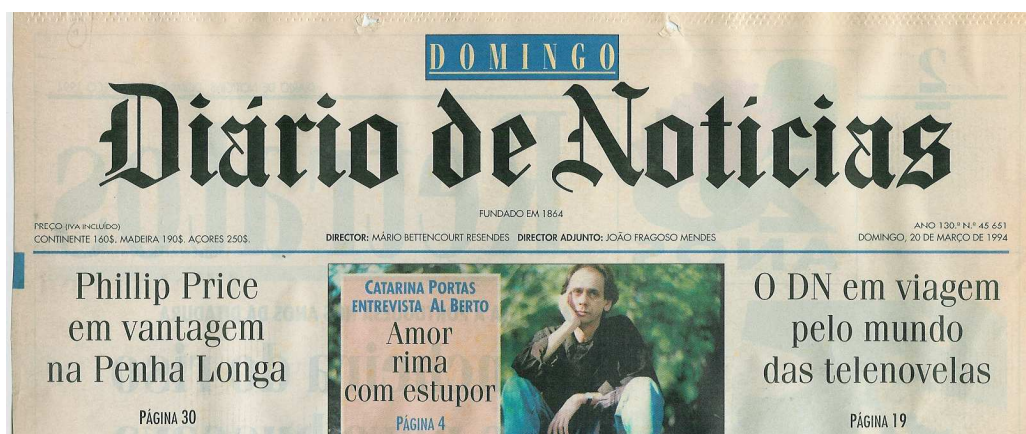 DOMINGO
Diário de Notícias
FUNDADO EM 1864
PREÇO (IVA INCLUÍDO)
CONTINENTE 160$. MADEIRA 190$. AÇORES 250$.
DIRECTOR: MÁRIO BETTENCOURT RESENDES DIRECTOR ADJUNTO: JOÃO FRAGOSO MENDES
ANO 130.º N.º 45 651
DOMINGO, 20 DE MARÇO DE 1994
Phillip Price
em vantagem
na Penha Longa
PÁGINA 30
CATARINA PORTAS
ENTREVISTA AL BERTO
Amor
rima
com estupor
PÁGINA 4
O DN em viagem
pelo mundo
das telenovelas
PÁGINA 19